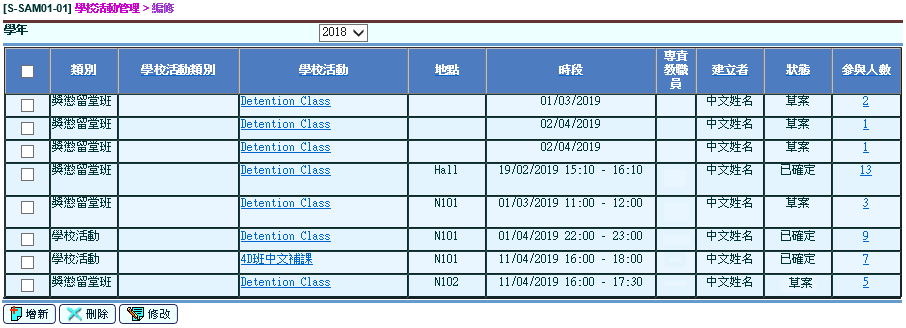 [S-SAM01-01] 學校活動管理 > 編修
學年 2018
類別 學校活動類別 學校活動 地點 時段 專責教職員 建立者 狀態 參與人數
獎懲留堂班 Detention Class 01/03/2019 中文姓名 草案 2
獎懲留堂班 Detention Class 02/04/2019 中文姓名 草案 1
獎懲留堂班 Detention Class 02/04/2019 中文姓名 草案 1
獎懲留堂班 Detention Class Hall 19/02/2019 15:10 - 16:10 中文姓名 已確定 13
獎懲留堂班 Detention Class N101 01/03/2019 11:00 - 12:00 中文姓名 草案 3
學校活動 Detention Class N101 01/04/2019 22:00 - 23:00 中文姓名 已確定 9
學校活動 4D班中文補課 N101 11/04/2019 16:00 - 18:00 中文姓名 已確定 7
獎懲留堂班 Detention Class N102 11/04/2019 16:00 - 17:30 中文姓名 草案 5
增新 刪除 修改